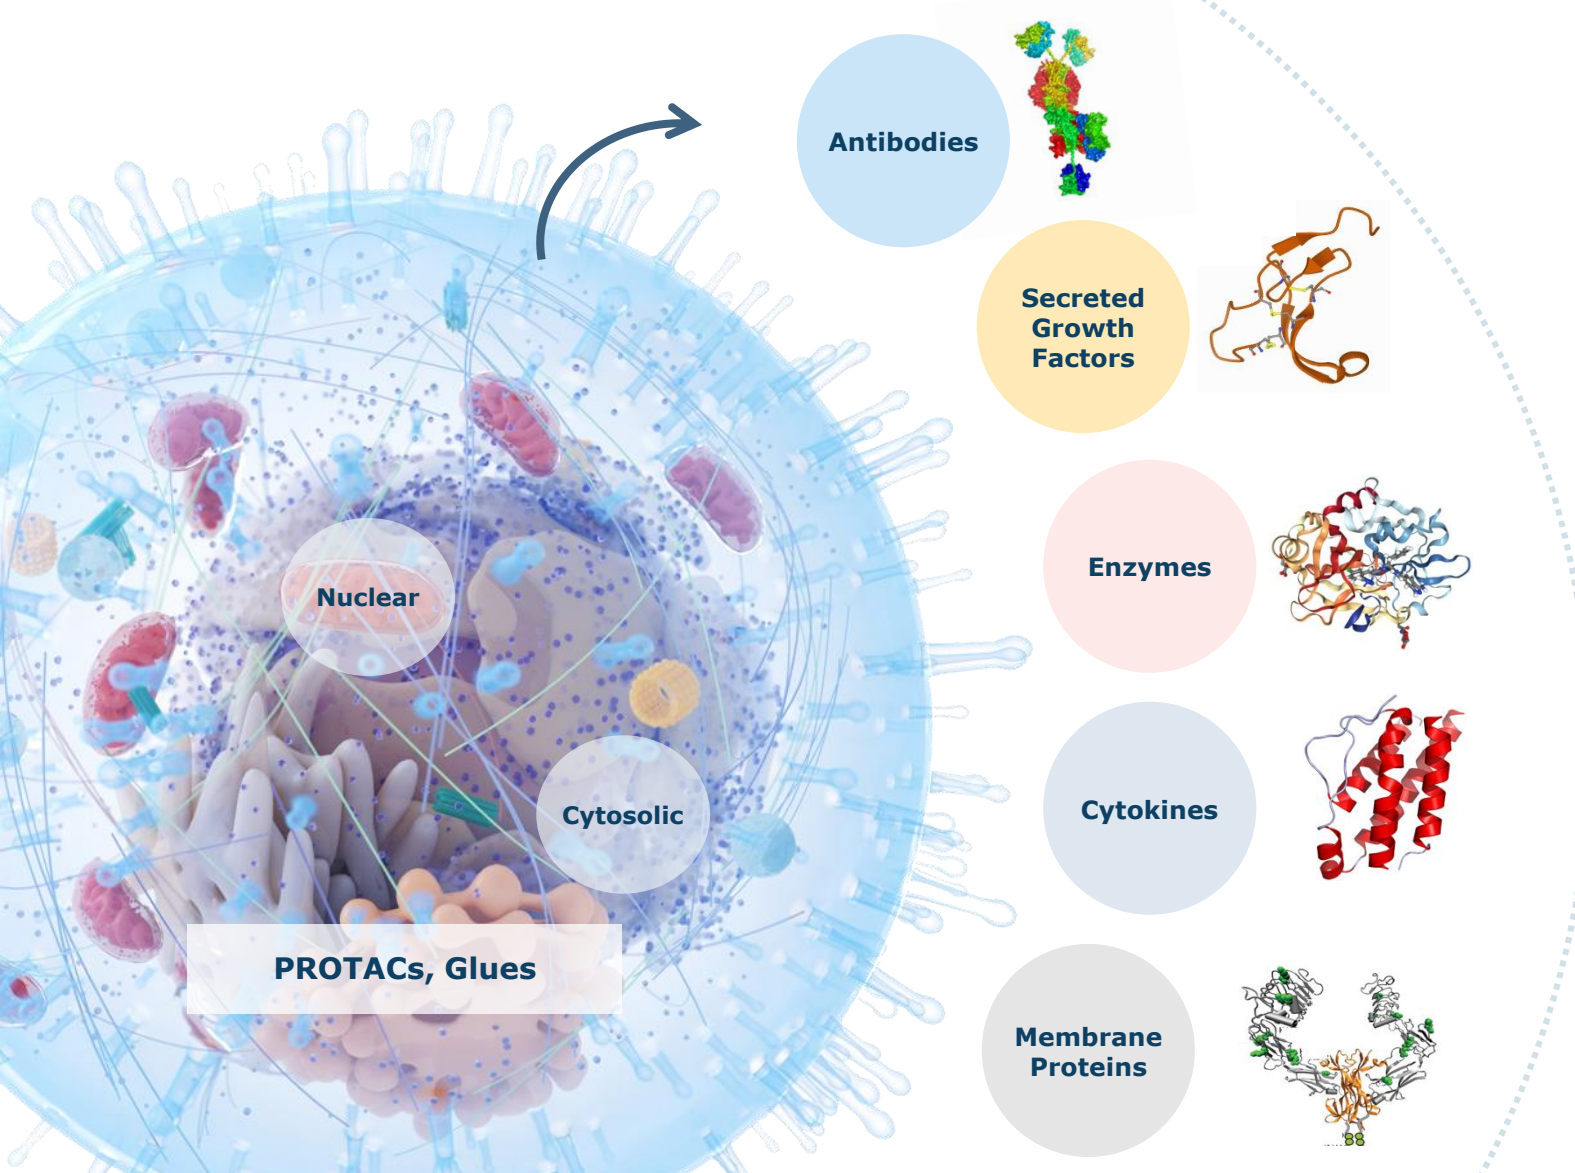 Antibodies
Secreted
Growth
Factors
Enzymes
Nuclear
Cytosolic
Cytokines
PROTACs, Glues
Membrane
Proteins